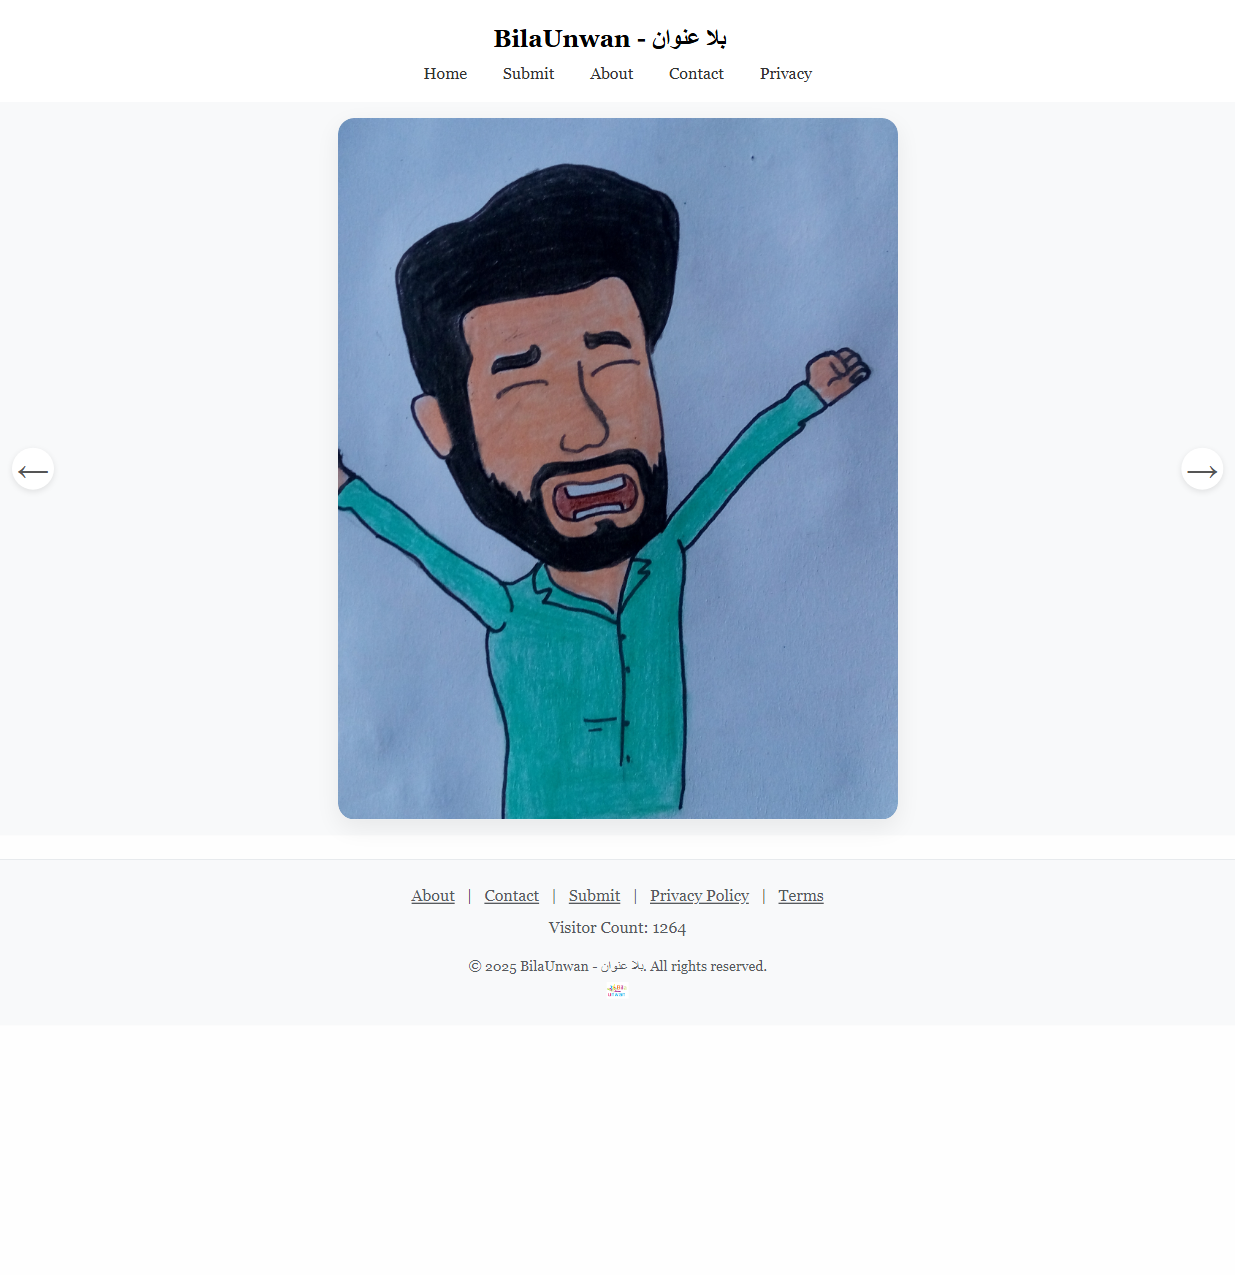 BilaUnwan - بلا عنوان
Home Submit About Contact Privacy
←
→
About | Contact | Submit | Privacy Policy | Terms
Visitor Count: 1264
© 2025 BilaUnwan - بلا عنوان. All rights reserved.